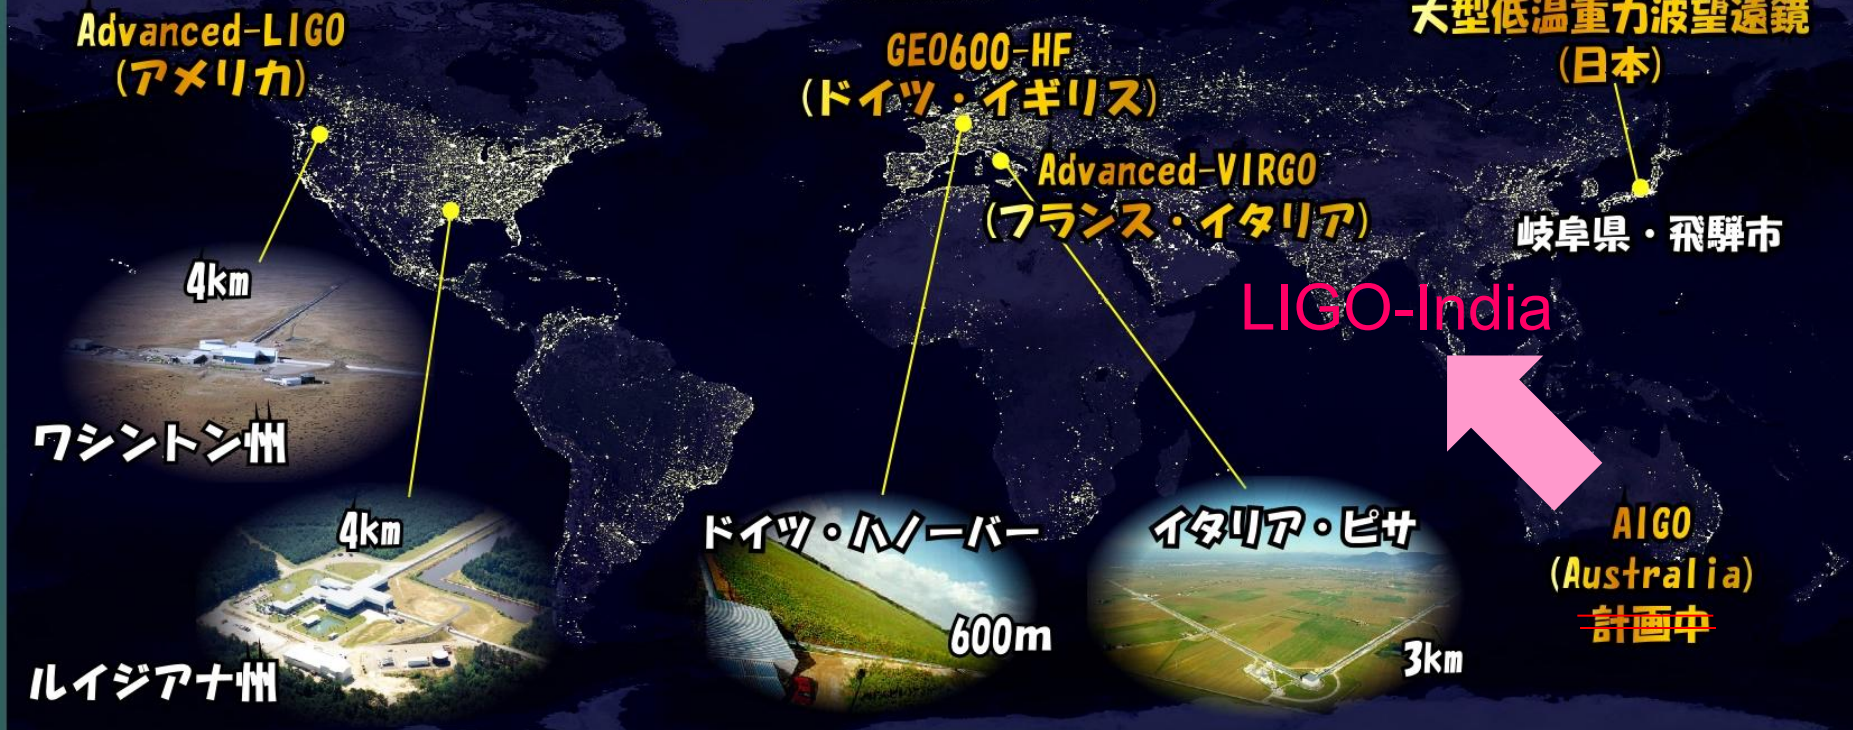 Advanced-LIGO
(アメリカ)
GEO600-HF
(ドイツ・イギリス)
大型低温重力波望遠鏡
(日本)
Advanced-VIRGO
(フランス・イタリア)
岐阜県・飛騨市
4km
LIGO-India
ワシントン州
4km
ルイジアナ州
ドイツ・ハノーバー
600m
イタリア・ピサ
3km
AIGO
(Australia)
計画中